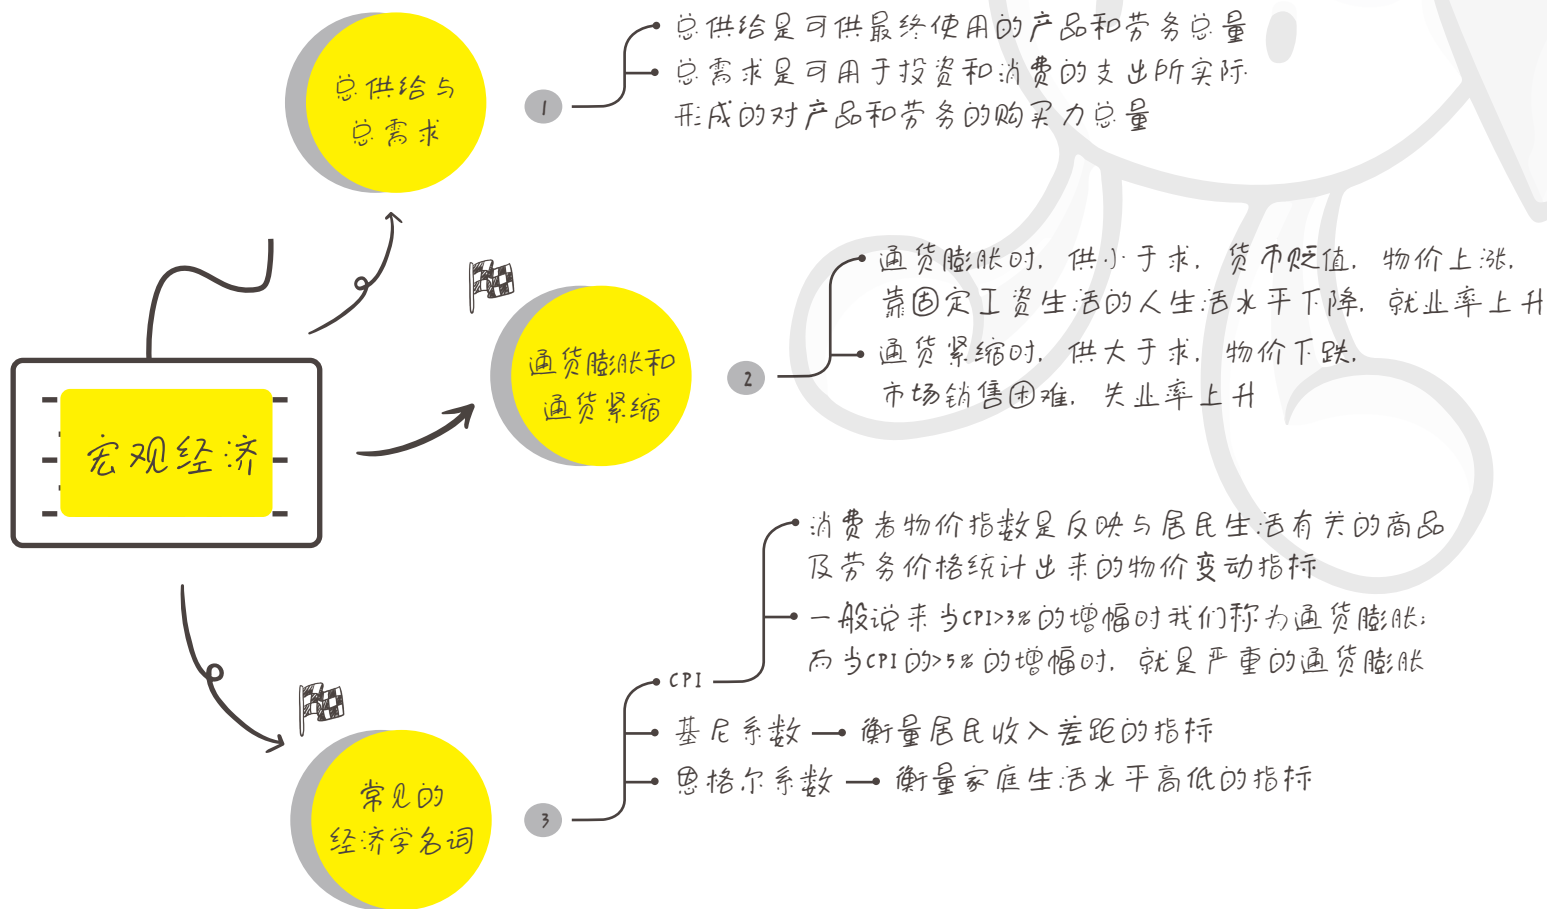 总供给与
总需求
1
总供给是可供最终使用的产品和劳务总量
总需求是可用于投资和消费的支出所实际
形成的对产品和劳务的购买力总量
宏观经济
通货膨胀和
通货紧缩
2
通货膨胀时，供小于求，货币贬值，物价上涨，
靠固定工资生活的人生活水平下降，就业率上升
通货紧缩时，供大于求，物价下跌，
市场销售困难，失业率上升
常见的
经济学名词
3
CPI
消费者物价指数是反映与居民生活有关的商品
及劳务价格统计出来的物价变动指标
一般说来当CPI>3%的增幅时我们称为通货膨胀；
而当CPI的>5%的增幅时，就是严重的通货膨胀
基尼系数
衡量居民收入差距的指标
恩格尔系数
衡量家庭生活水平高低的指标